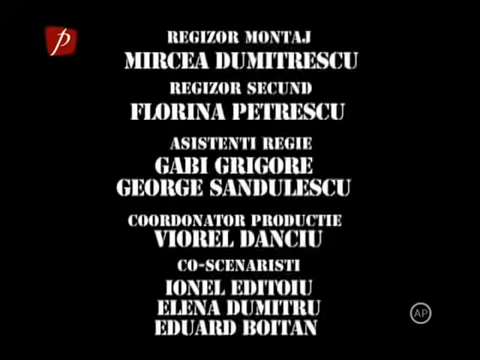 p
REGIZOR MONTAJ
MIRCEA DUMITRESCU
REGIZOR SECUND
FLORINA PETRESCU
ASISTENTI REGIE
GABI GRIGORE
GEORGE SANDULESCU
COORDONATOR PRODUCTIE
VIOREL DANCIU
CO-SCENARISTI
IONEL EDITOIU
ELENA DUMITRU
EDUARD BOITAN
AP